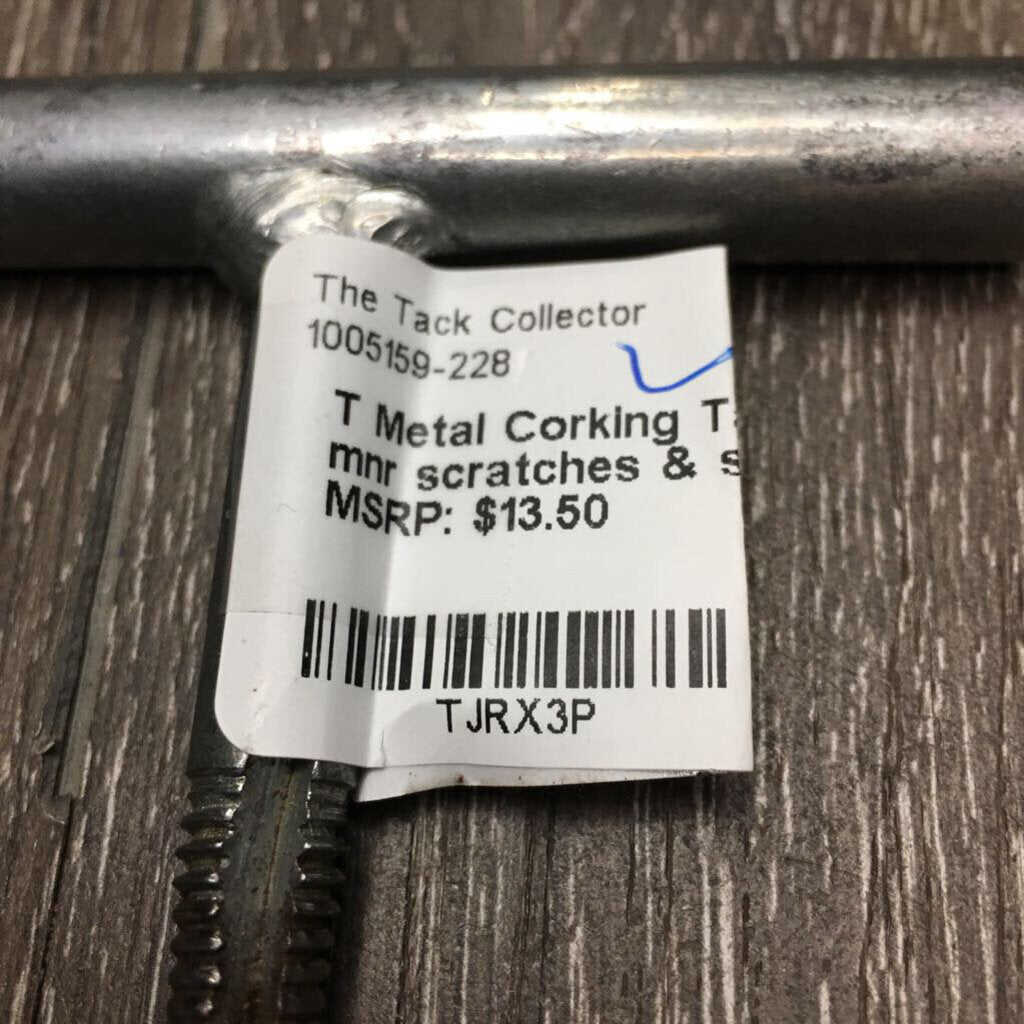 The Tack Collector
1005159-228
T Metal Corking
mnr scratches &
MSRP: $13.50
TJRX3P